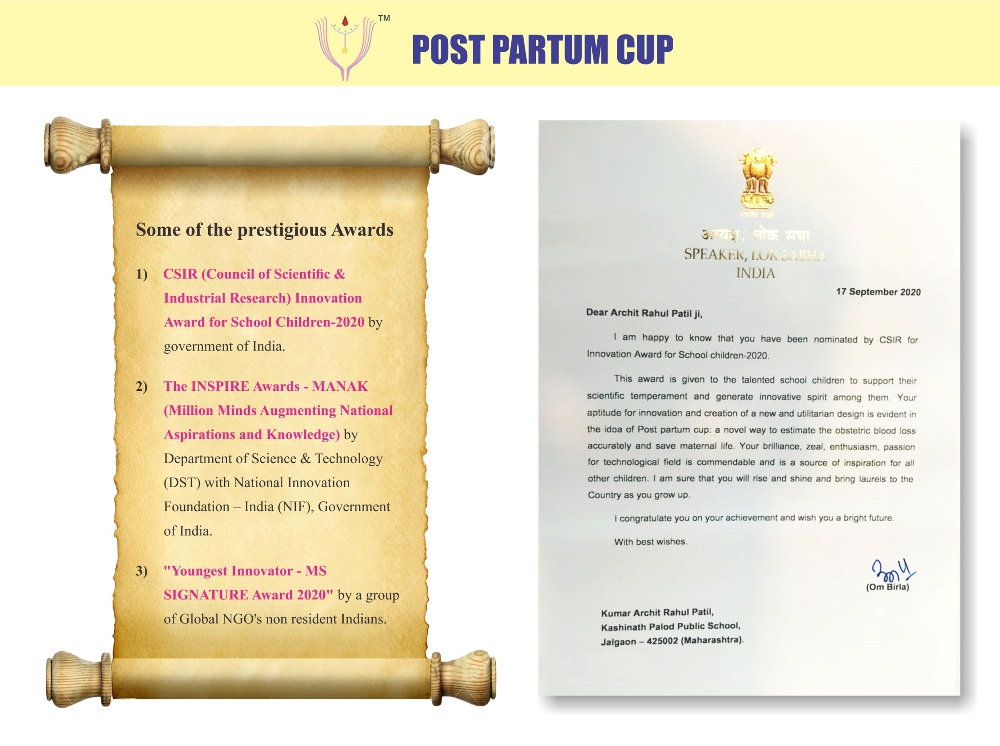 TM
POST PARTUM CUP
Some of the prestigious Awards
1) CSIR (Council of Scientific &
Industrial Research) Innovation
Award for School Children-2020 by
government of India.
2) The INSPIRE Awards - MANAK
(Million Minds Augmenting National
Aspirations and Knowledge) by
Department of Science & Technology
(DST) with National Innovation
Foundation – India (NIF), Government
of India.
3) "Youngest Innovator - MS
SIGNATURE Award 2020" by a group
of Global NGO's non resident Indians.
सत्यमेव जयते
अध्यक्ष, लोक सभा
SPEAKER, LOK SABHA
INDIA
17 September 2020
Dear Archit Rahul Patil ji,
I am happy to know that you have been nominated by CSIR for
Innovation Award for School children-2020.
This award is given to the talented school children to support their
scientific temperament and generate innovative spirit among them. Your
aptitude for innovation and creation of a new and utilitarian design is evident in
the idea of Post partum cup: a novel way to estimate the obstetric blood loss
accurately and save maternal life. Your brilliance, zeal, enthusiasm, passion
for technological field is commendable and is a source of inspiration for all
other children. I am sure that you will rise and shine and bring laurels to the
Country as you grow up.
I congratulate you on your achievement and wish you a bright future.
With best wishes.
(Om Birla)
Kumar Archit Rahul Patil,
Kashinath Palod Public School,
Jalgaon – 425002 (Maharashtra).